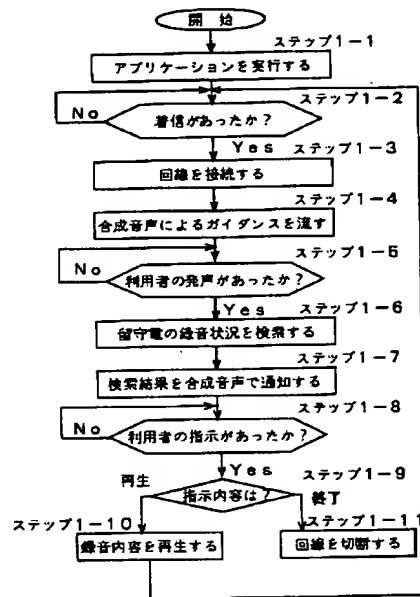 開 始
ステップ1-1
アプリケーションを実行する
ステップ1-2
No
着信があったか?
Yes
ステップ1-3
回線を接続する
ステップ1-4
合成音声によるガイダンスを流す
ステップ1-5
No
利用者の発声があったか?
Yes
ステップ1-6
留守電の録音状況を検索する
ステップ1-7
検索結果を合成音声で通知する
ステップ1-8
No
利用者の指示があったか?
Yes
ステップ1-9
再生
指示内容は?
終了
ステップ1-10
ステップ1-11
録音内容を再生する
回線を切断する